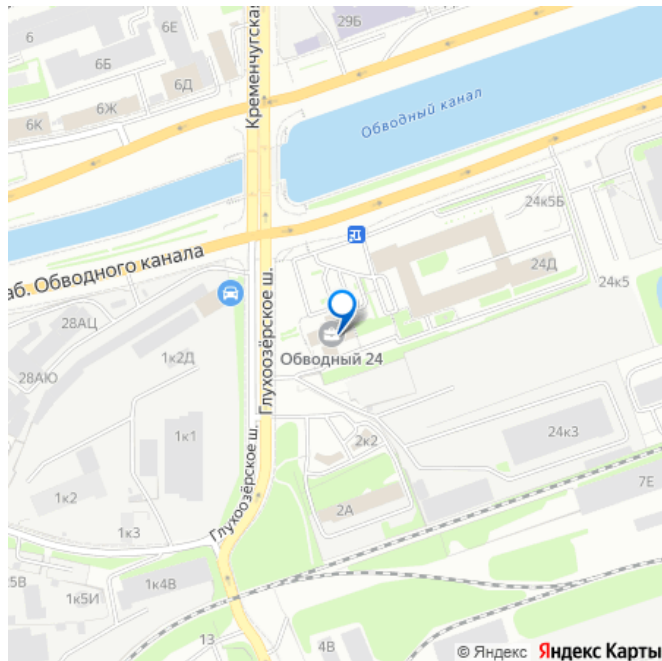 29Б
6
6Е
6Б
6Д
6Ж
6К
Кременчугская
Обводный канал
24к5Б
аб. Обводного канала
24Д
24к5
28АЦ
Глухоозёрское ш.
Обводный 24
1к2Д
28АЮ
1к1
2к2
24к3
Глухоозёрское ш.
7Е
1к2
2А
1к3
5В
1к4В
1к5И
13
4В
© Яндекс Яндекс Карты